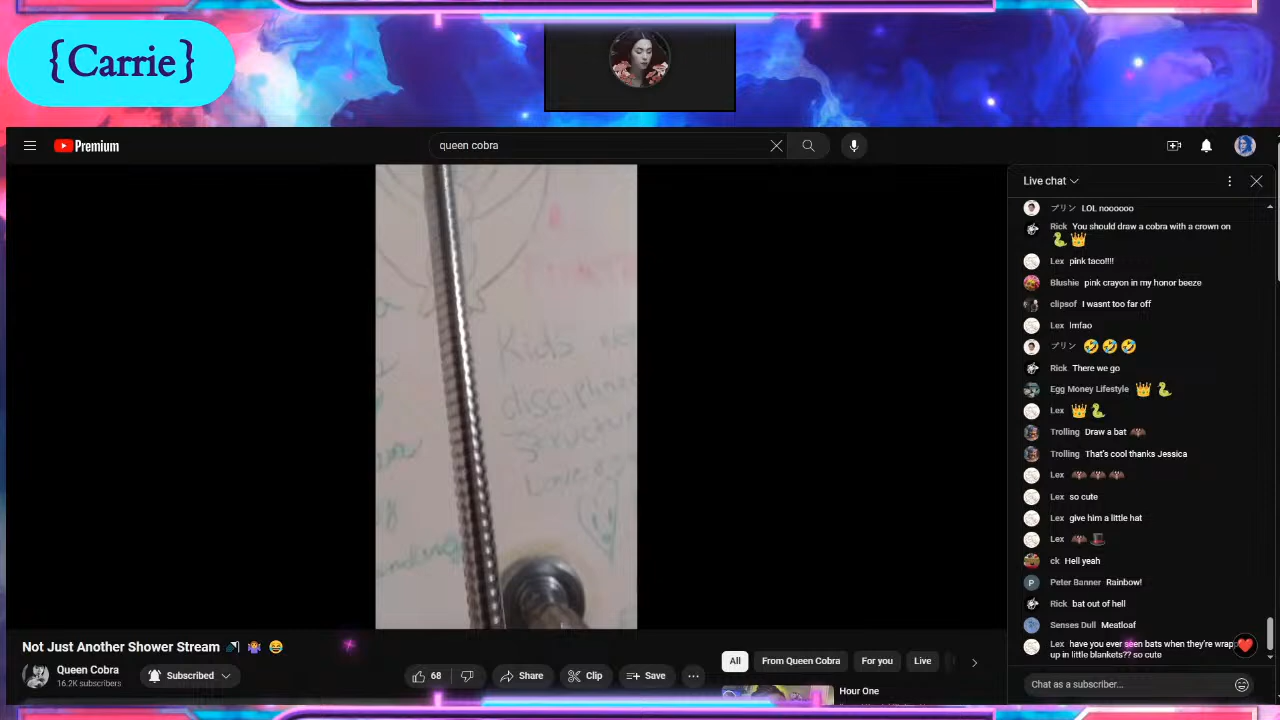 {Carrie}
Premium
queen cobra
Live chat
プリン LOL noooooo
Rick You should draw a cobra with a crown on
🐍 👑
Lex pink taco!!!!
Blushie pink crayon in my honor beeze
clipsof I wasnt too far off
Lex lmfao
プリン 🤣 🤣 🤣
Rick There we go
Egg Money Lifestyle 👑 🐍
Lex 👑 🐍
Trolling Draw a bat 🦇
Trolling That's cool thanks Jessica
Lex 🦇 🦇 🦇
Lex so cute
Lex give him a little hat
Lex 🦇 🎩
ck Hell yeah
P Peter Banner Rainbow!
Rick bat out of hell
Senses Dull Meatloaf
Lex have you ever seen bats when they're wrap
up in little blankets?? so cute
Chat as a subscriber...
Kids
discipline
Structure
Love
Not Just Another Shower Stream 🚿 🤷‍♀️ 😂
Queen Cobra
16.2K subscribers
Subscribed
68
Share
Clip
Save
All
From Queen Cobra
For you
Live
Hour One